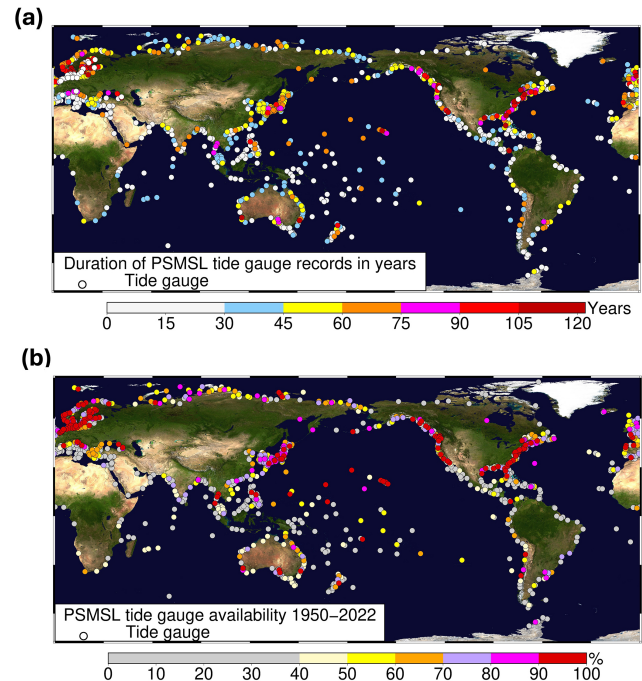 (a)
Duration of PSMSL tide gauge records in years
Tide gauge
0 15 30 45 60 75 90 105 120 Years
(b)
PSMSL tide gauge availability 1950−2022
Tide gauge
0 10 20 30 40 50 60 70 80 90 100 %